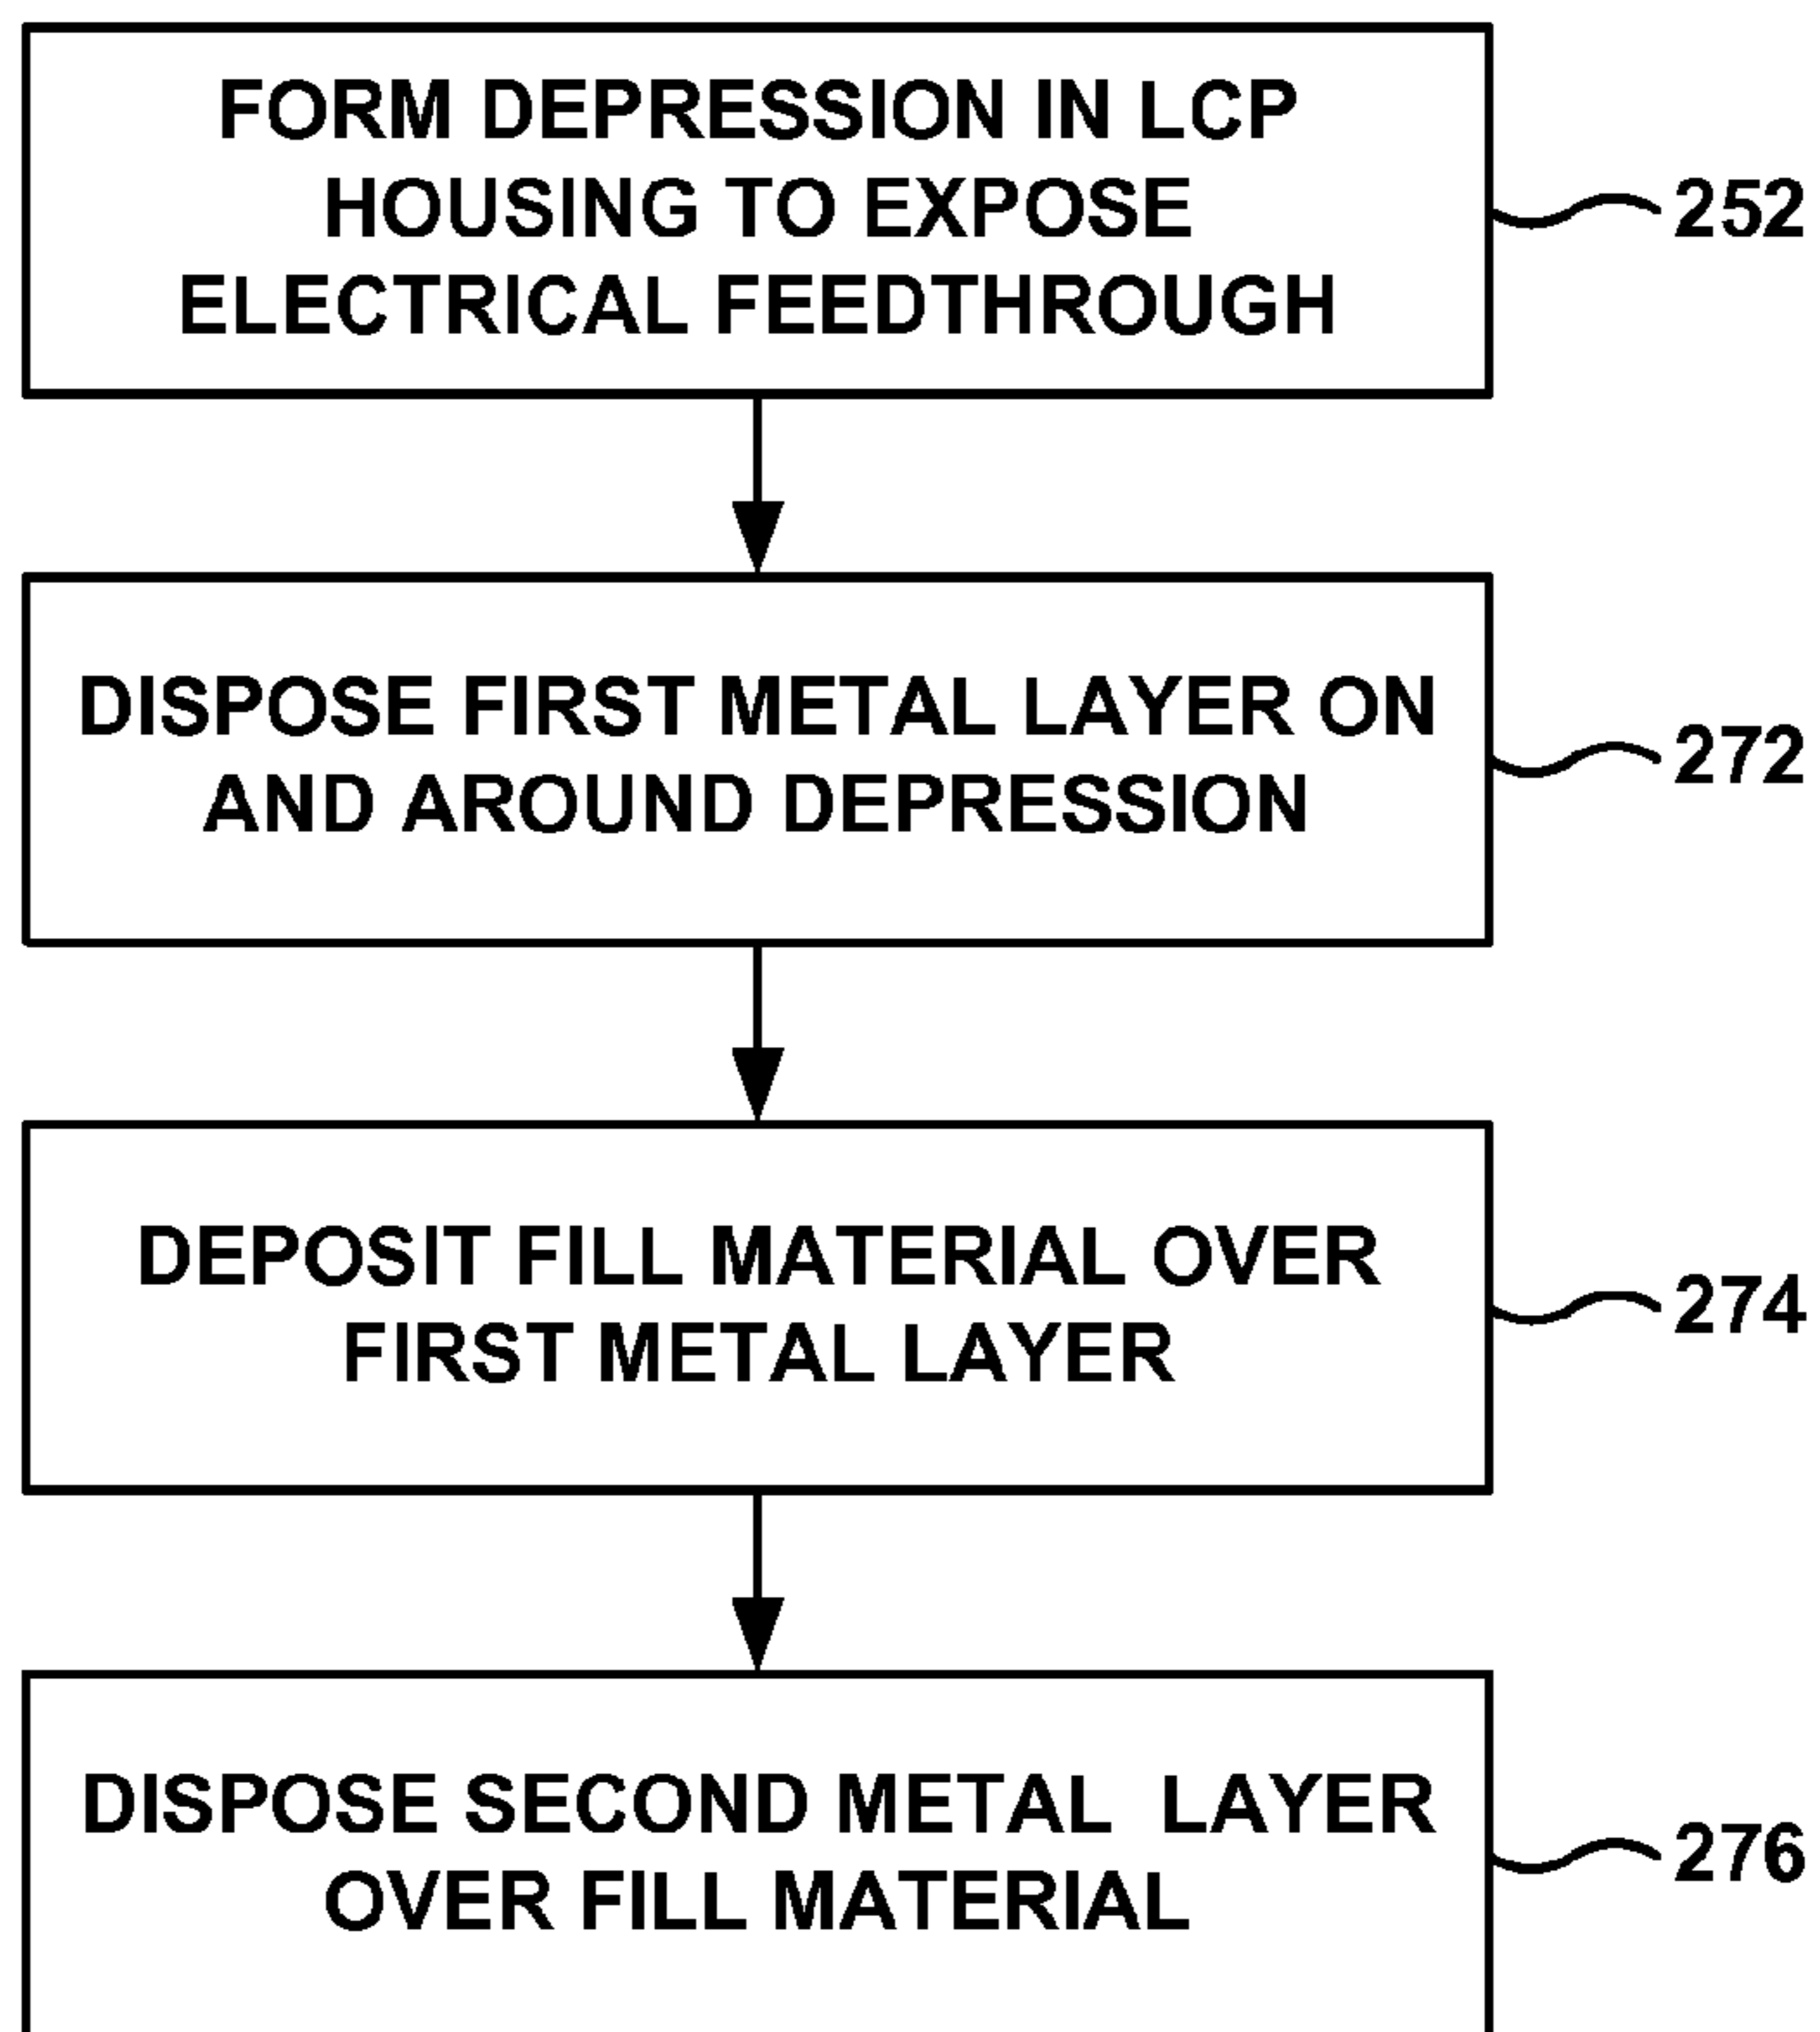 FORM DEPRESSION IN LCP
HOUSING TO EXPOSE
ELECTRICAL FEEDTHROUGH
252
DISPOSE FIRST METAL LAYER ON
AND AROUND DEPRESSION
272
DEPOSIT FILL MATERIAL OVER
FIRST METAL LAYER
274
DISPOSE SECOND METAL LAYER
OVER FILL MATERIAL
276